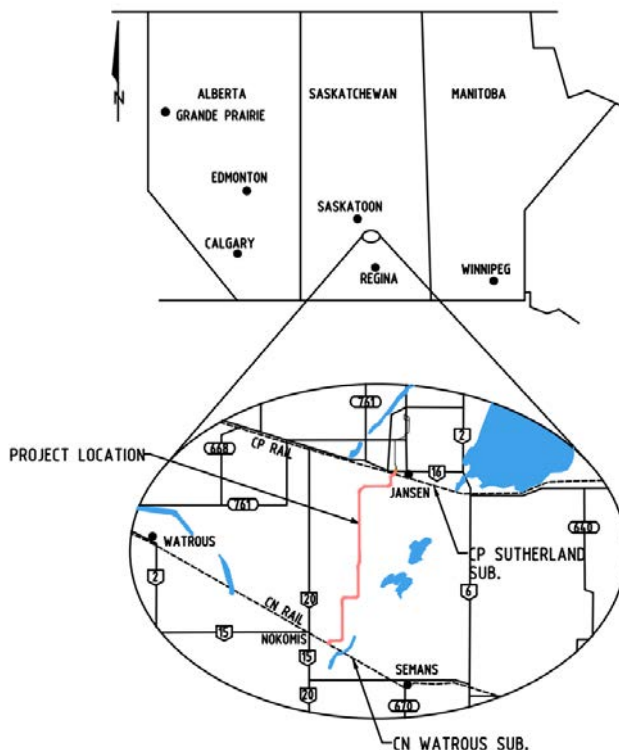 N
ALBERTA
SASKATCHEWAN
MANITOBA
GRANDE PRAIRIE
EDMONTON
SASKATOON
CALGARY
REGINA
WINNIPEG
761
668
CP RAIL
2
PROJECT LOCATION
16
JANSEN
761
640
WATROUS
CP SUTHERLAND
SUB.
2
CN RAIL
20
6
15
NOKOMIS
15
SEMANS
20
670
CN WATROUS SUB.